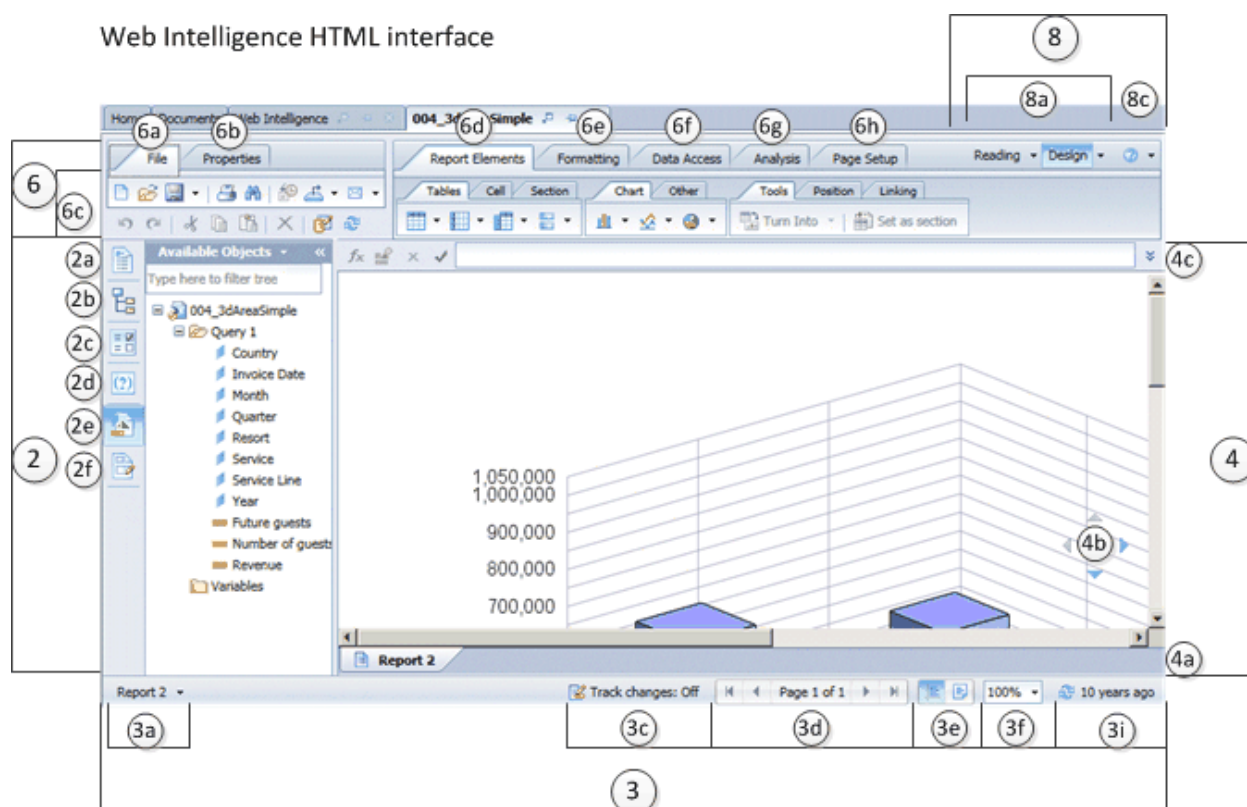 Web Intelligence HTML interface
8
8a
8c
Home Documents Web Intelligence 004_3d Simple
6a 6b 6d 6e 6f 6g 6h
File Properties Report Elements Formatting Data Access Analysis Page Setup Reading Design
6
6c
Tables Cell Section Chart Other Tools Position Linking
Turn Into Set as section
2a
Available Objects
4c
Type here to filter tree
2b
004_3dAreaSimple
Query 1
2c
Country
Invoice Date
2d
Month
Quarter
2e
Resort
Service
2
2f
4
Service Line
1,050,000
Year
1,000,000
Future guests
900,000
Number of guests
4b
Revenue
800,000
Variables
700,000
Report 2
4a
Report 2 Track changes: Off Page 1 of 1 100% 10 years ago
3a 3c 3d 3e 3f 3i
3